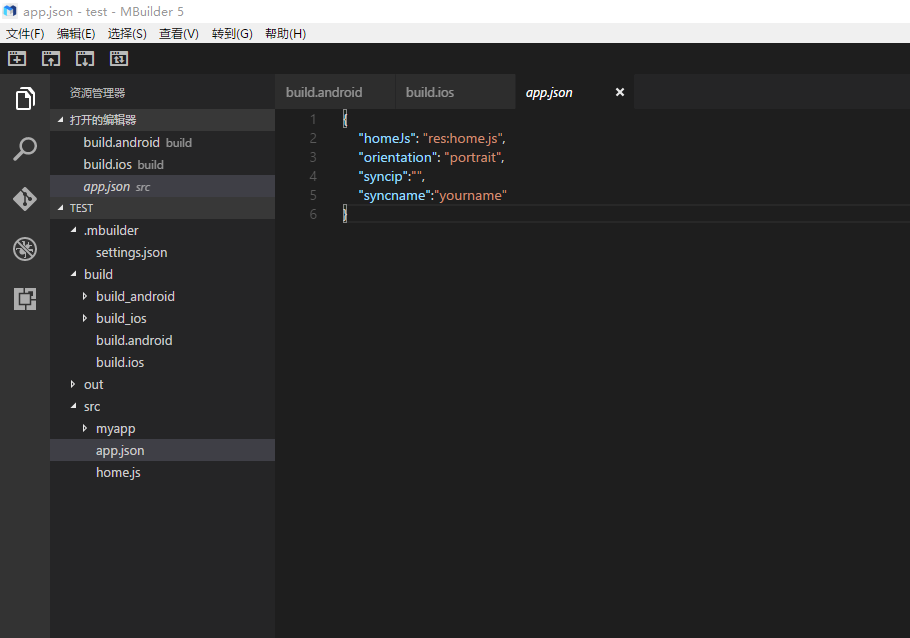 app.json - test - MBuilder 5
文件(F) 编辑(E) 选择(S) 查看(V) 转到(G) 帮助(H)
资源管理器
打开的编辑器
build.android build
build.ios build
app.json src
TEST
.mbuilder
settings.json
build
build_android
build_ios
build.android
build.ios
out
src
myapp
app.json
home.js
build.android build.ios app.json
1 {
2 "homeJs": "res:home.js",
3 "orientation": "portrait",
4 "syncip":"",
5 "syncname":"yourname"
6 }